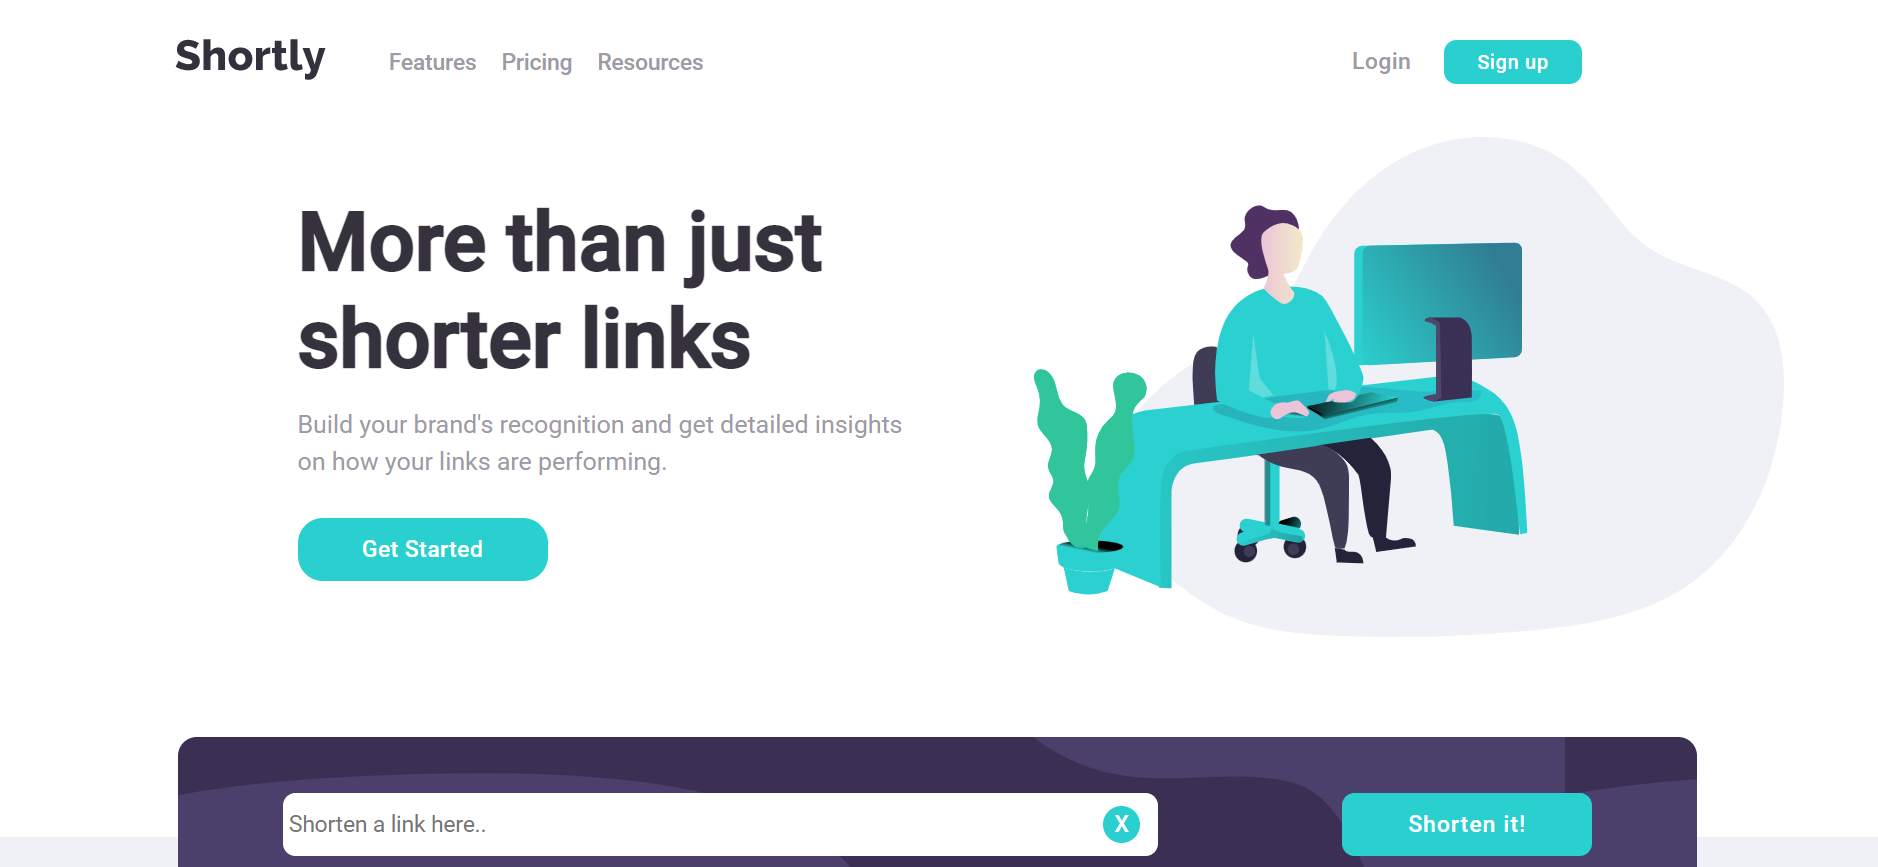 Shortly
Features Pricing Resources
Login
Sign up
More than just
shorter links
Build your brand's recognition and get detailed insights
on how your links are performing.
Get Started
Shorten a link here..
X
Shorten it!